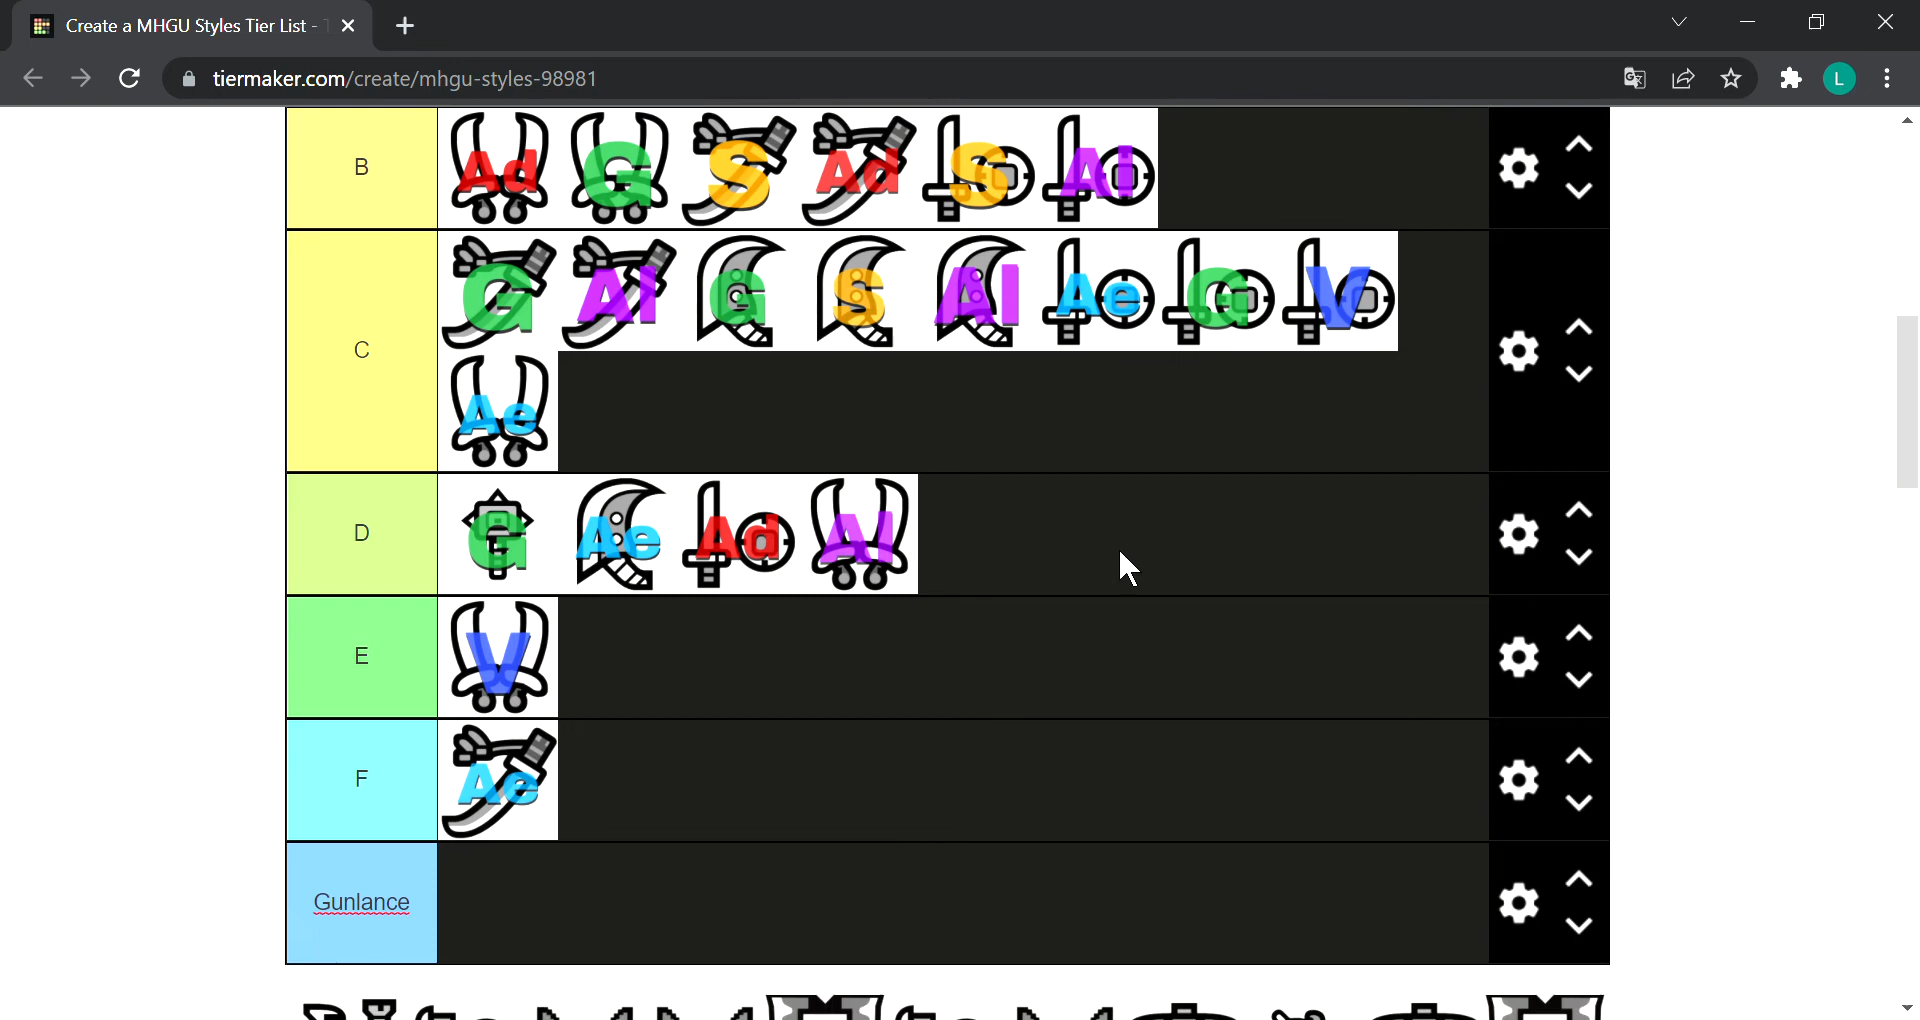 Create a MHGU Styles Tier List - T
tiermaker.com/create/mhgu-styles-98981
L
B
Ad G S Ad S Al
C
G Al G S Al Ae G V
Ae
D
G Ae Ad Al
E
V
F
Ae
Gunlance